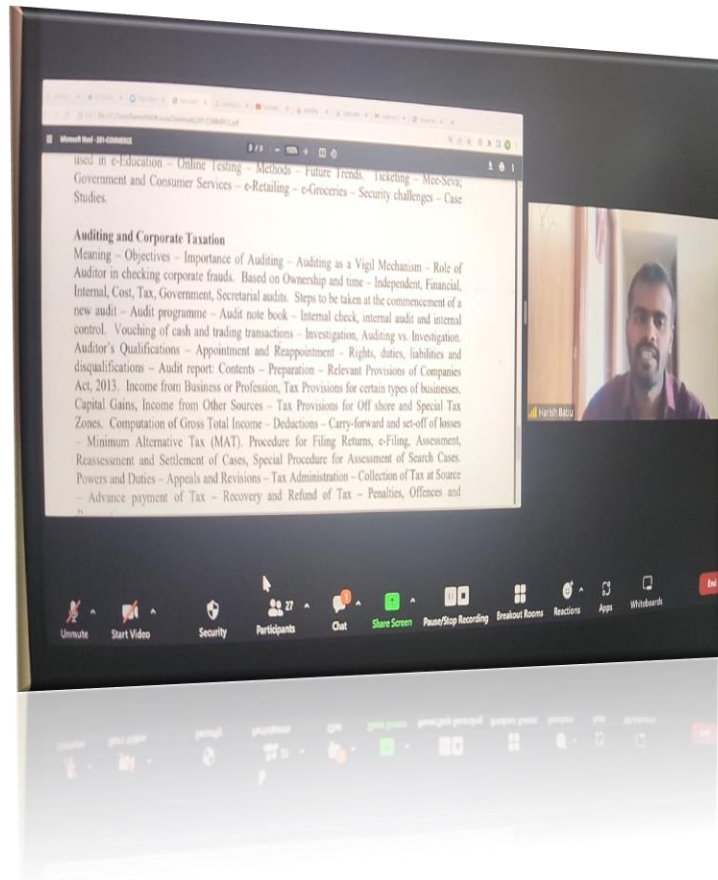 Microsoft Word - 201-COMMERCE
3 / 3
100%
used in e-Education – Online Testing – Methods – Future Trends. Ticketing – Mee-Seva;
Government and Consumer Services – e-Retailing – e-Groceries – Security challenges – Case
Studies.
Auditing and Corporate Taxation
Meaning – Objectives – Importance of Auditing – Auditing as a Vigil Mechanism – Role of
Auditor in checking corporate frauds. Based on Ownership and time – Independent, Financial,
Internal, Cost, Tax, Government, Secretarial audits. Steps to be taken at the commencement of a
new audit – Audit programme – Audit note book – Internal check, internal audit and internal
control. Vouching of cash and trading transactions – Investigation, Auditing vs. Investigation.
Auditor's Qualifications – Appointment and Reappointment – Rights, duties, liabilities and
disqualifications – Audit report: Contents – Preparation – Relevant Provisions of Companies
Act, 2013. Income from Business or Profession, Tax Provisions for certain types of businesses,
Capital Gains, Income from Other Sources – Tax Provisions for Off shore and Special Tax
Zones. Computation of Gross Total Income – Deductions – Carry-forward and set-off of losses
– Minimum Alternative Tax (MAT). Procedure for Filing Returns, e-Filing, Assessment,
Reassessment and Settlement of Cases, Special Procedure for Assessment of Search Cases.
Powers and Duties – Appeals and Revisions – Tax Administration – Collection of Tax at Source
– Advance payment of Tax – Recovery and Refund of Tax – Penalties, Offences and
Harish Babu
Unmute
Start Video
Security
27
Participants
1
Chat
Share Screen
Pause/Stop Recording
Breakout Rooms
Reactions
Apps
Whiteboards
End